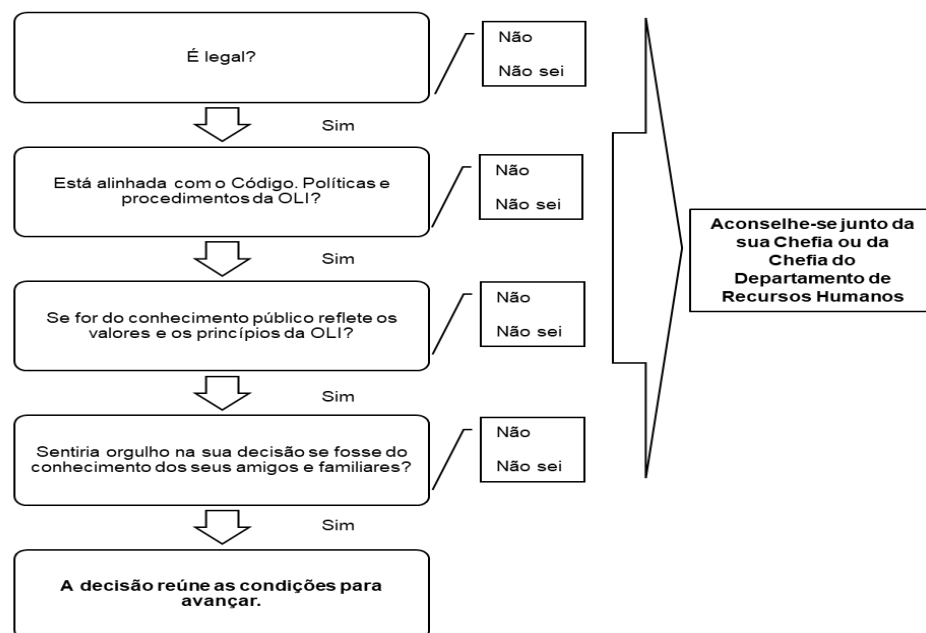 É legal?
Não
Não sei
Sim
Está alinhada com o Código. Políticas e
procedimentos da OLI?
Não
Não sei
Sim
Se for do conhecimento público reflete os
valores e os princípios da OLI?
Não
Não sei
Sim
Sentiria orgulho na sua decisão se fosse do
conhecimento dos seus amigos e familiares?
Não
Não sei
Sim
A decisão reúne as condições para
avançar.
Aconselhe-se junto da
sua Chefia ou da
Chefia do
Departamento de
Recursos Humanos